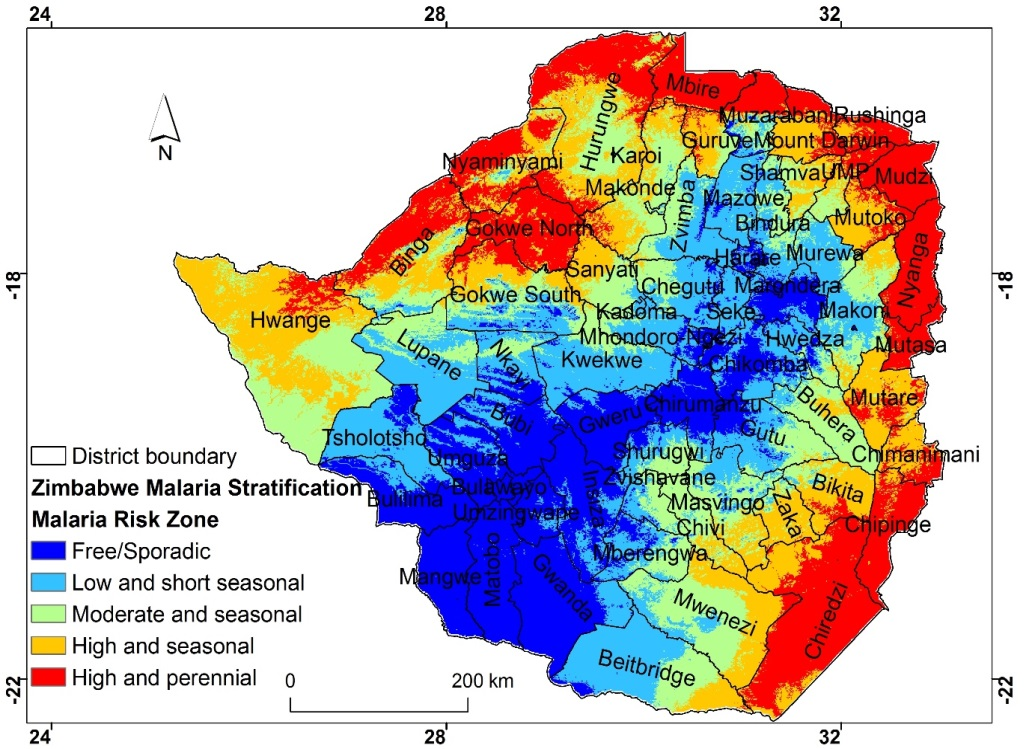 24
28
32
Mbire
Hurungwe
Muzarabani
Rushinga
Guruve
Mount Darwin
N
Nyaminyami
Karoi
Shamva
UMP
Mudzi
Makonde
Mazowe
Zvimba
Mutoko
Bindura
Gokwe North
Binga
Harare
Murewa
Nyanga
-18
Sanyati
-18
Chegutu
Marondera
Gokwe South
Kadoma
Seke
Makoni
Hwange
Mhondoro-Ngezi
Hwedza
Mutasa
Lupane
Nkayi
Kwekwe
Chikomba
Mutare
Buhera
Chirumanzu
Gweru
Bubi
Gutu
Tsholotsho
Shurugwi
Chimanimani
District boundary
Umguza
Zvishavane
Zimbabwe Malaria Stratification
Bulawayo
Bikita
Bulilima
Insiza
Masvingo
Zaka
Malaria Risk Zone
Umzingwane
Chivi
Chipinge
Free/Sporadic
Mberengwa
Low and short seasonal
Mangwe
Matobo
Gwanda
Moderate and seasonal
Mwenezi
Chiredzi
High and seasonal
Beitbridge
High and perennial
0
200 km
-22
-22
24
28
32